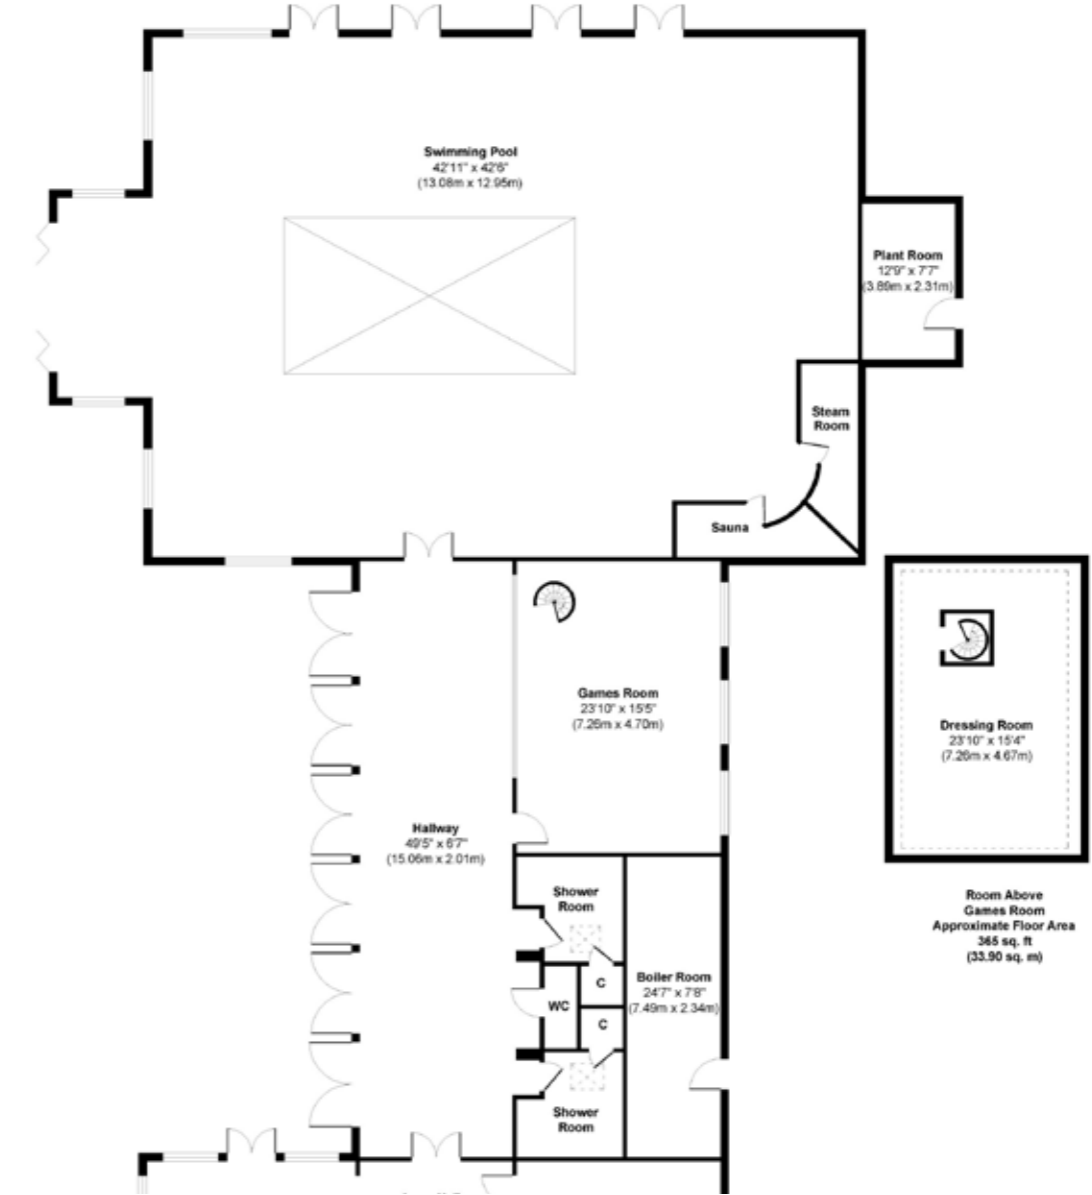 Swimming Pool
42'11" x 42'6"
(13.08m x 12.95m)
Plant Room
12'9" x 7'7"
(3.89m x 2.31m)
Steam
Room
Sauna
Games Room
23'10" x 15'5"
(7.26m x 4.70m)
Dressing Room
23'10" x 15'4"
(7.26m x 4.67m)
Hallway
49'5" x 6'7"
(15.06m x 2.01m)
Shower
Room
Room Above
Games Room
Approximate Floor Area
365 sq. ft
(33.90 sq. m)
Boiler Room
24'7" x 7'8"
(7.49m x 2.34m)
C
WC
C
Shower
Room